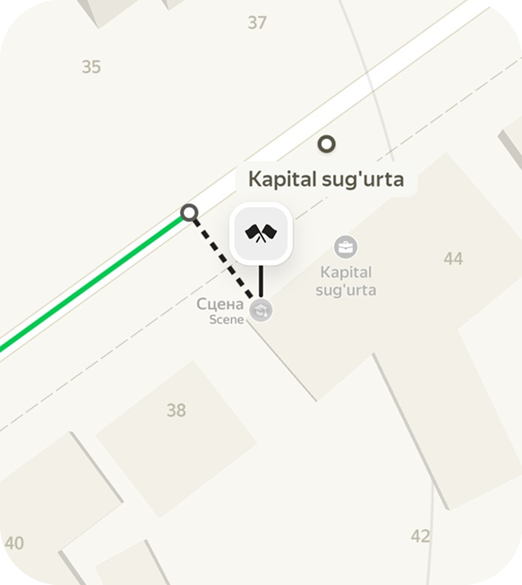 37
35
Kapital sug'urta
Kapital
sug'urta
44
Сцена
Scene
38
42
40